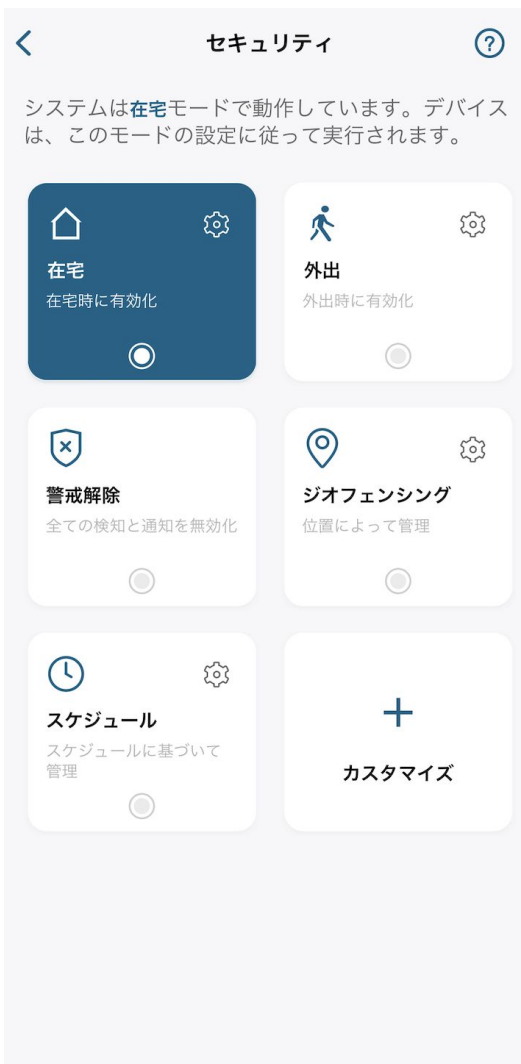 セキュリティ
システムは在宅モードで動作しています。デバイス
は、このモードの設定に従って実行されます。
在宅
在宅時に有効化
外出
外出時に有効化
警戒解除
全ての検知と通知を無効化
ジオフェンシング
位置によって管理
スケジュール
スケジュールに基づいて
管理
カスタマイズ